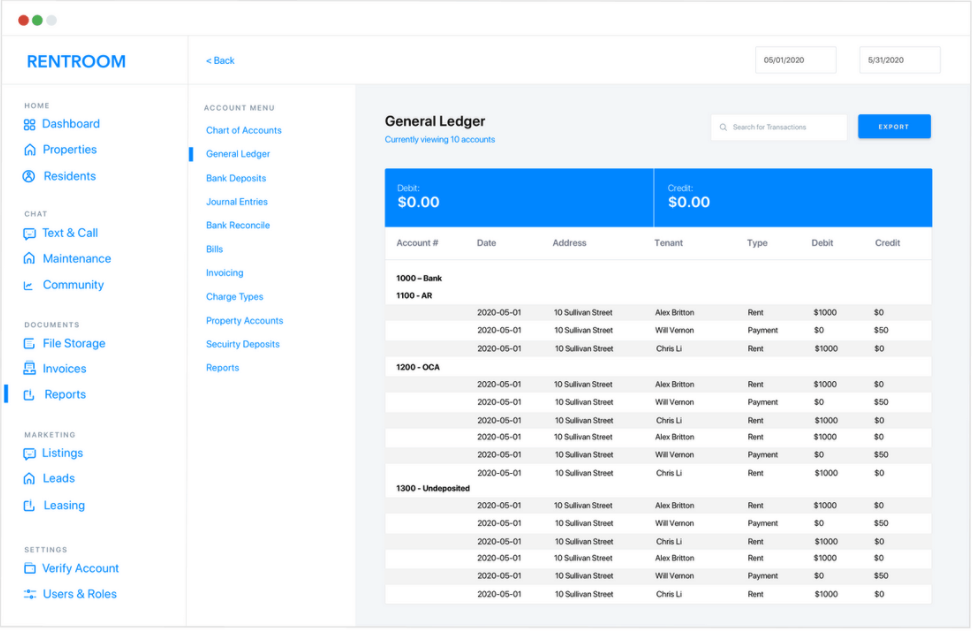 RENTROOM
< Back
05/01/2020
5/31/2020
HOME
Dashboard
Properties
Residents
CHAT
Text & Call
Maintenance
Community
DOCUMENTS
File Storage
Invoices
Reports
MARKETING
Listings
Leads
Leasing
SETTINGS
Verify Account
Users & Roles
ACCOUNT MENU
Chart of Accounts
General Ledger
Bank Deposits
Journal Entries
Bank Reconcile
Bills
Invoicing
Charge Types
Property Accounts
Secuirty Deposits
Reports
General Ledger
Currently viewing 10 accounts
Search for Transactions
EXPORT
Debit:
$0.00
Credit:
$0.00
Account # Date Address Tenant Type Debit Credit
1000 – Bank
1100 - AR
2020-05-01 10 Sullivan Street Alex Britton Rent $1000 $0
2020-05-01 10 Sullivan Street Will Vernon Payment $0 $50
2020-05-01 10 Sullivan Street Chris Li Rent $1000 $0
1200 - OCA
2020-05-01 10 Sullivan Street Alex Britton Rent $1000 $0
2020-05-01 10 Sullivan Street Will Vernon Payment $0 $50
2020-05-01 10 Sullivan Street Chris Li Rent $1000 $0
2020-05-01 10 Sullivan Street Alex Britton Rent $1000 $0
2020-05-01 10 Sullivan Street Will Vernon Payment $0 $50
2020-05-01 10 Sullivan Street Chris Li Rent $1000 $0
1300 - Undeposited
2020-05-01 10 Sullivan Street Alex Britton Rent $1000 $0
2020-05-01 10 Sullivan Street Will Vernon Payment $0 $50
2020-05-01 10 Sullivan Street Chris Li Rent $1000 $0
2020-05-01 10 Sullivan Street Alex Britton Rent $1000 $0
2020-05-01 10 Sullivan Street Will Vernon Payment $0 $50
2020-05-01 10 Sullivan Street Chris Li Rent $1000 $0